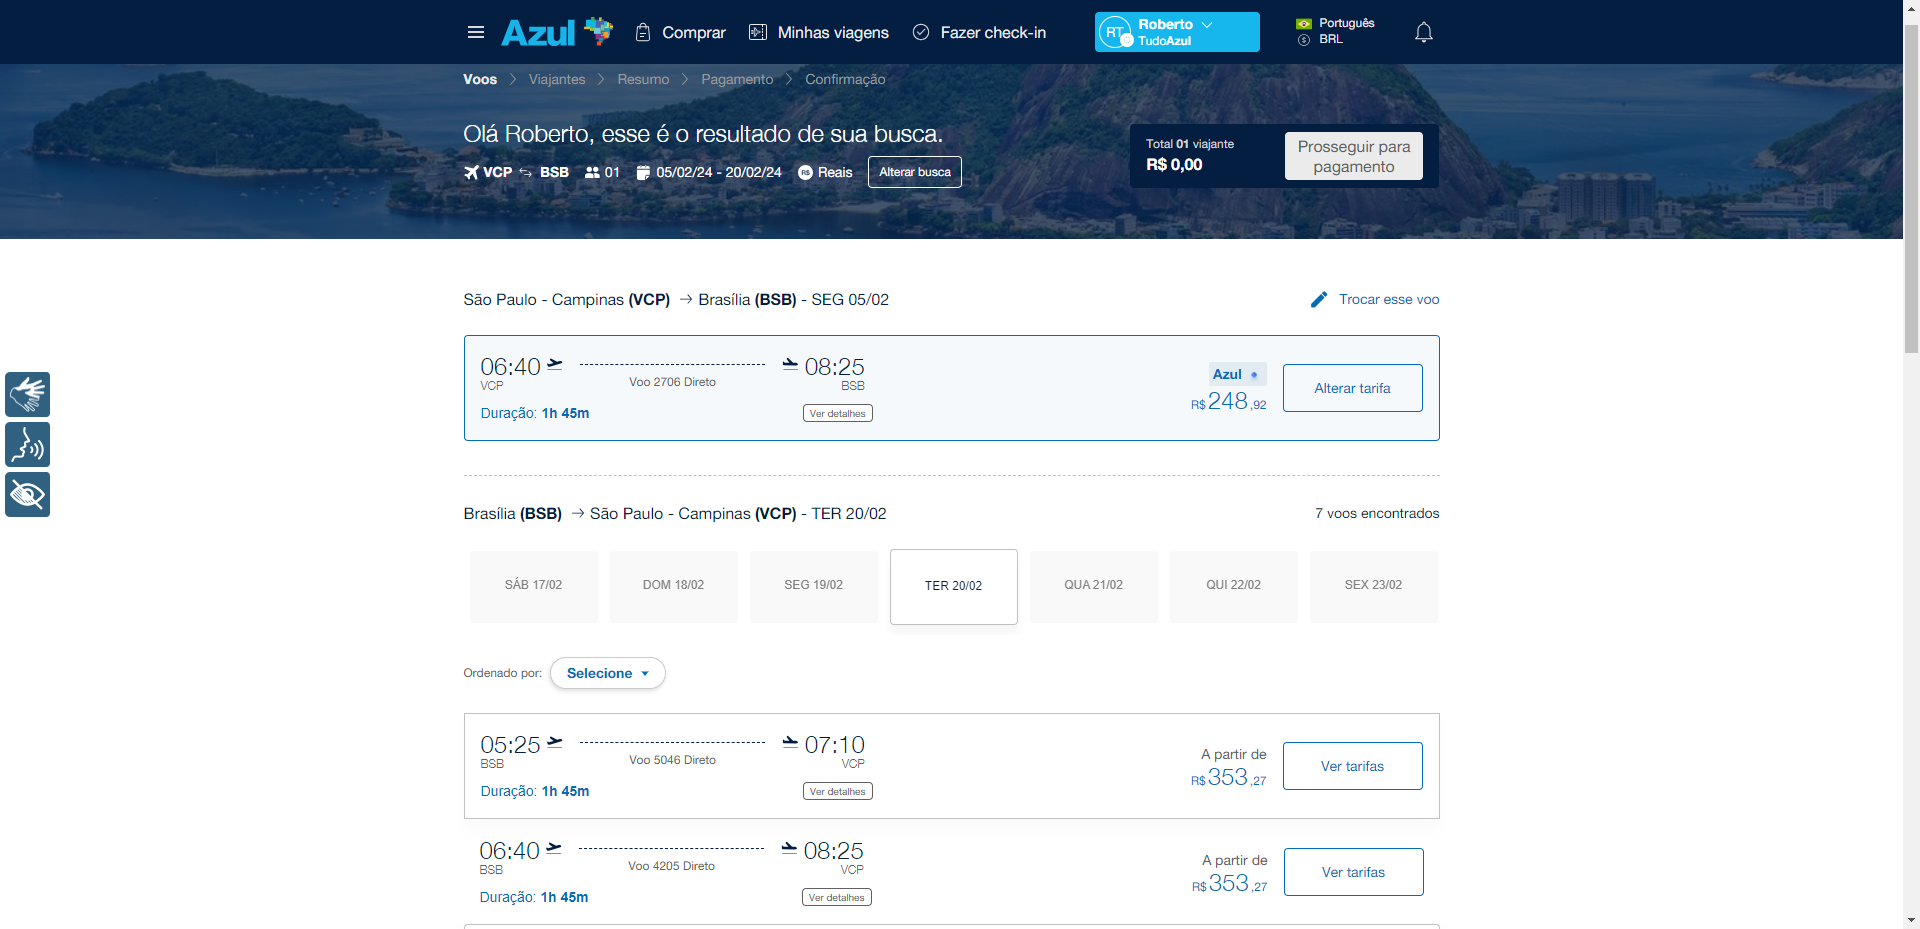 Azul
Comprar
Minhas viagens
Fazer check-in
RT
Roberto
TudoAzul
Português
BRL
Voos
Viajantes
Resumo
Pagamento
Confirmação
Olá Roberto, esse é o resultado de sua busca.
VCP BSB 01 05/02/24 - 20/02/24 R$ Reais Alterar busca
Total 01 viajante
R$ 0,00
Prosseguir para
pagamento
São Paulo - Campinas (VCP) → Brasília (BSB) - SEG 05/02
Trocar esse voo
06:40 08:25
VCP Voo 2706 Direto BSB
Duração: 1h 45m
Ver detalhes
Azul
R$ 248,92
Alterar tarifa
Brasília (BSB) → São Paulo - Campinas (VCP) - TER 20/02
7 voos encontrados
SÁB 17/02
DOM 18/02
SEG 19/02
TER 20/02
QUA 21/02
QUI 22/02
SEX 23/02
Ordenado por: Selecione
05:25 07:10
BSB Voo 5046 Direto VCP
Duração: 1h 45m
Ver detalhes
A partir de
R$ 353,27
Ver tarifas
06:40 08:25
BSB Voo 4205 Direto VCP
Duração: 1h 45m
Ver detalhes
A partir de
R$ 353,27
Ver tarifas